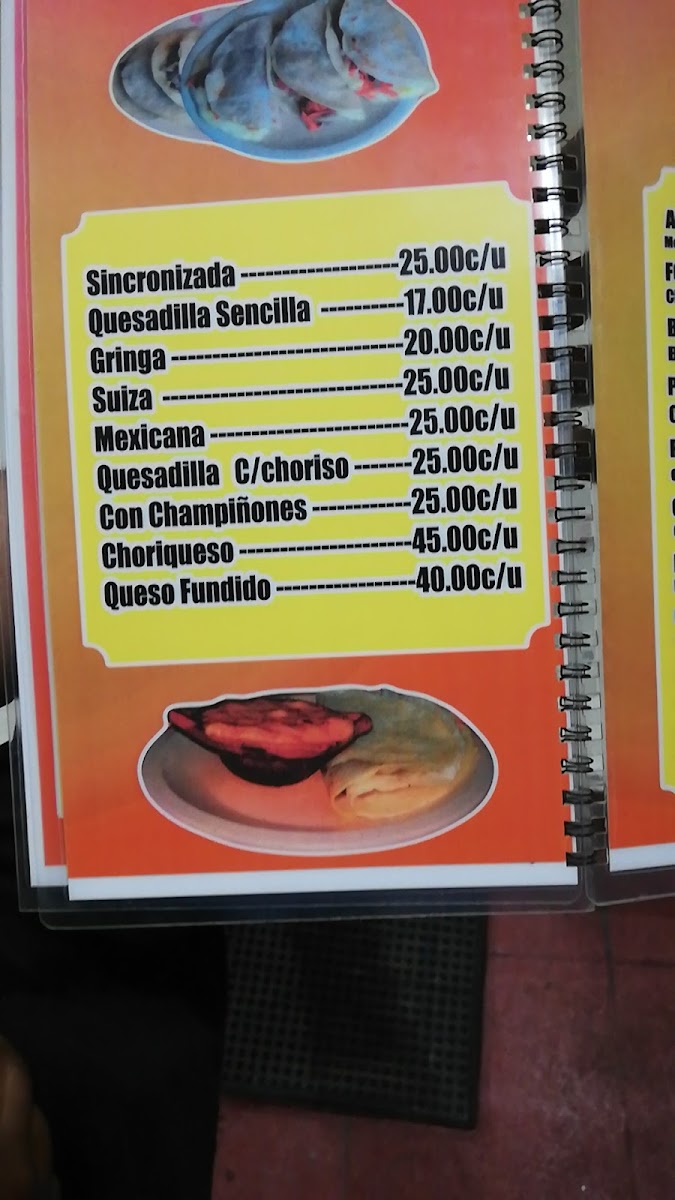 Sincronizada -------------------25.00c/u
Quesadilla Sencilla ----------17.00c/u
Gringa ----------------------------20.00c/u
Suiza -----------------------------25.00c/u
Mexicana ------------------------25.00c/u
Quesadilla C/choriso -------25.00c/u
Con Champiñones ------------25.00c/u
Choriqueso ---------------------45.00c/u
Queso Fundido -----------------40.00c/u